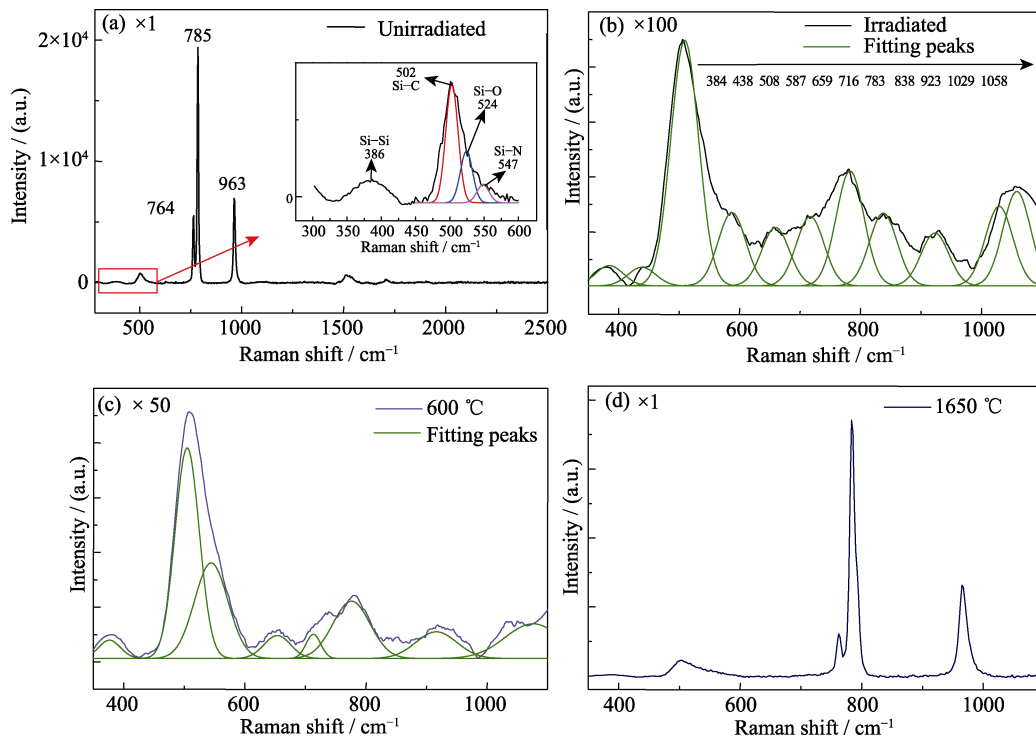 (a) ×1
Unirradiated
785
764
963
502
Si−C
Si−O
524
Si−N
547
Si−Si
386
0
300 350 400 450 500 550 600
Raman shift / cm⁻¹
2×10⁴
1×10⁴
0
Intensity / (a.u.)
500 1000 1500 2000 2500
Raman shift / cm⁻¹
(b) ×100
Irradiated
Fitting peaks
384 438 508 587 659 716 783 838 923 1029 1058
Intensity / (a.u.)
400 600 800 1000
Raman shift / cm⁻¹
(c) × 50
600 ℃
Fitting peaks
Intensity / (a.u.)
400 600 800 1000
Raman shift / cm⁻¹
(d) ×1
1650 ℃
Intensity / (a.u.)
400 600 800 1000
Raman shift / cm⁻¹